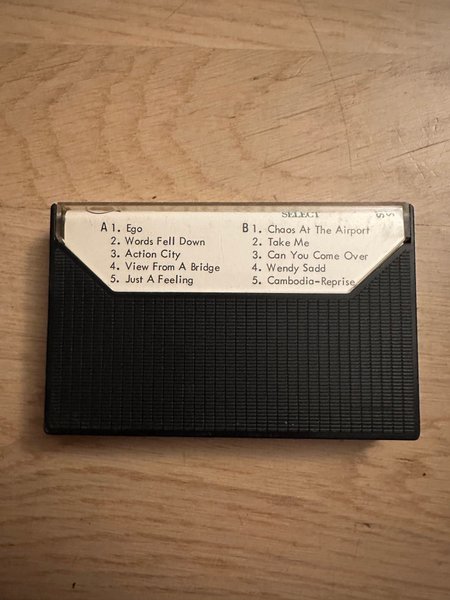 SELECT
A 1. Ego
2. Words Fell Down
3. Action City
4. View From A Bridge
5. Just A Feeling
B 1. Chaos At The Airport
2. Take Me
3. Can You Come Over
4. Wendy Sadd
5. Cambodia-Reprise